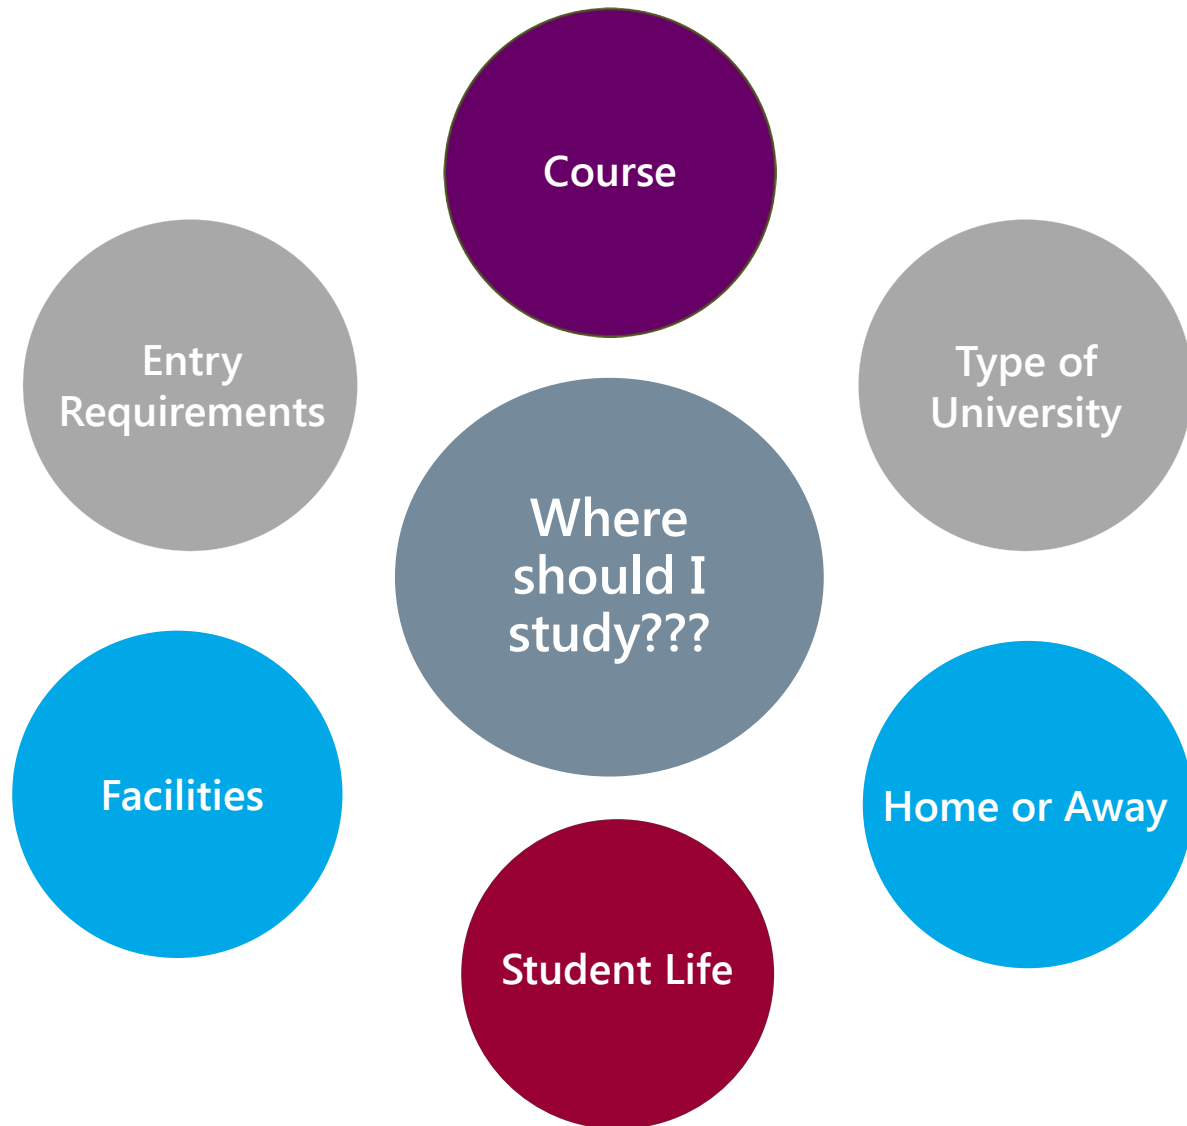 Course
Entry
Requirements
Type of
University
Where
should I
study???
Facilities
Home or Away
Student Life